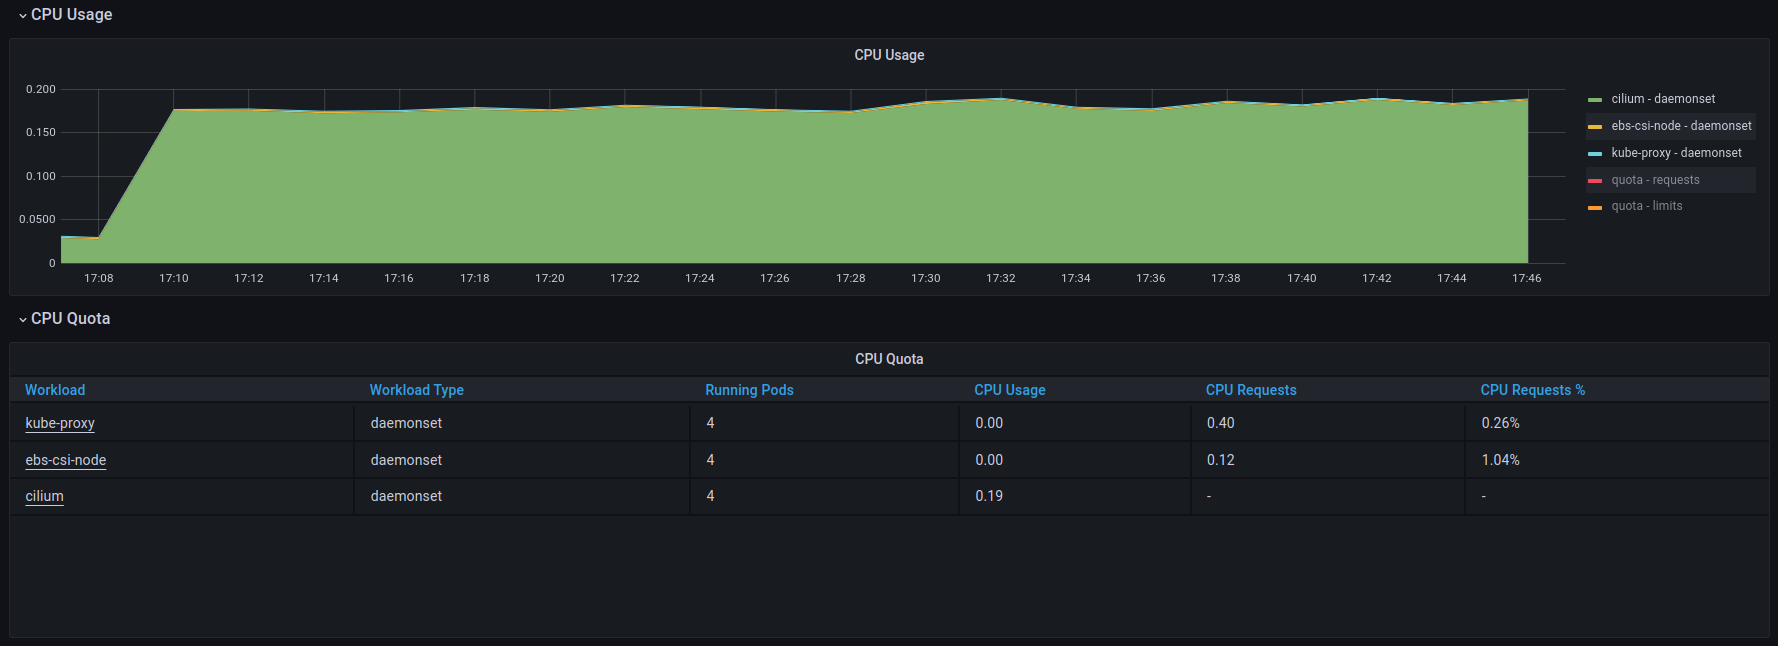 CPU Usage
CPU Usage
0.200
0.150
0.100
0.0500
0
17:08 17:10 17:12 17:14 17:16 17:18 17:20 17:22 17:24 17:26 17:28 17:30 17:32 17:34 17:36 17:38 17:40 17:42 17:44 17:46
cilium - daemonset
ebs-csi-node - daemonset
kube-proxy - daemonset
quota - requests
quota - limits
CPU Quota
CPU Quota
Workload Workload Type Running Pods CPU Usage CPU Requests CPU Requests %
kube-proxy daemonset 4 0.00 0.40 0.26%
ebs-csi-node daemonset 4 0.00 0.12 1.04%
cilium daemonset 4 0.19 - -